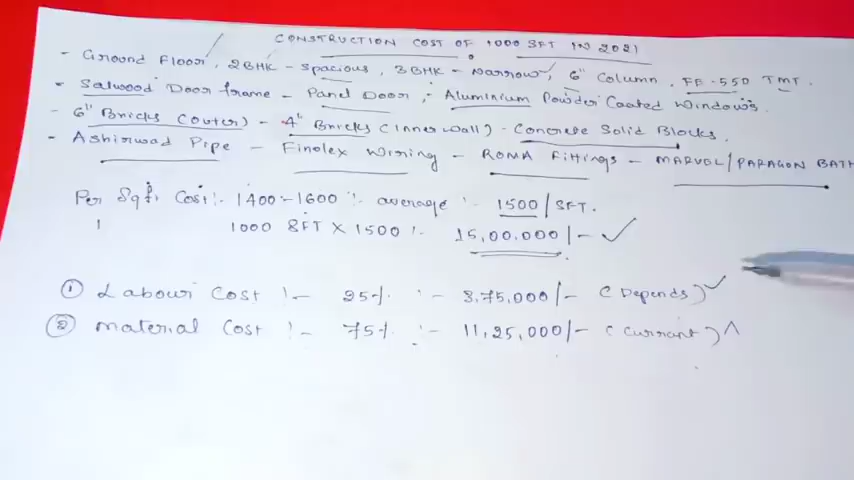 CONSTRUCTION COST OF 1000 SFT IN 2021
- Ground Floor, 2BHK - Spacious, 3BHK - Narrow, 6" Column, FE-550 TMT.
- Salwood Door frame - Panel Door, - Aluminium Powder Coated Windows.
- 6" Bricks (outer) - 4" Bricks (Inner wall) - Concrete Solid Blocks.
- Ashirwad Pipe - Finolex Wiring - ROMA Fittings - MARVEL/PARAGON BATH
Per Sqft Cost :- 1400 - 1600 :- average :- 1500/SFT.
1000 SFT X 1500 :- 15,00,000/-
① Labour Cost :- 25% :- 3,75,000/- (Depends)
② Material Cost :- 75% :- 11,25,000/- (Currant)